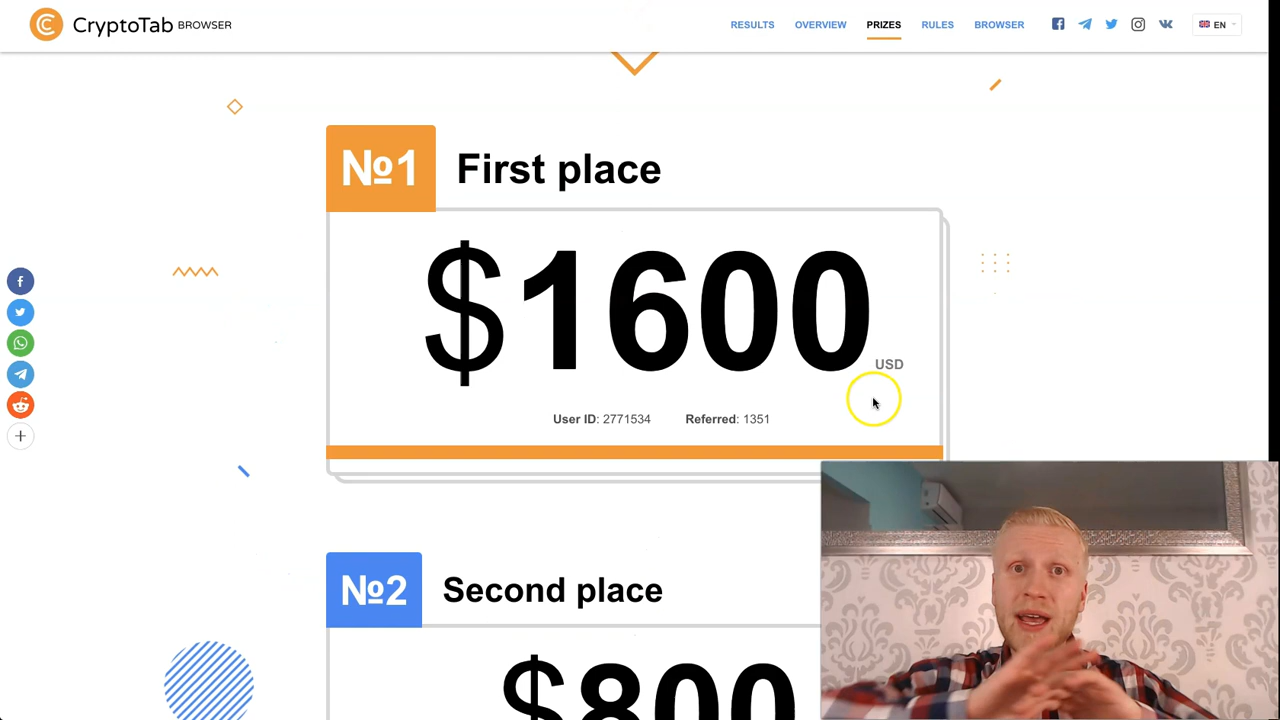 CryptoTab BROWSER
RESULTS OVERVIEW PRIZES RULES BROWSER EN
№1 First place
$1600 USD
User ID: 2771534 Referred: 1351
№2 Second place
$800